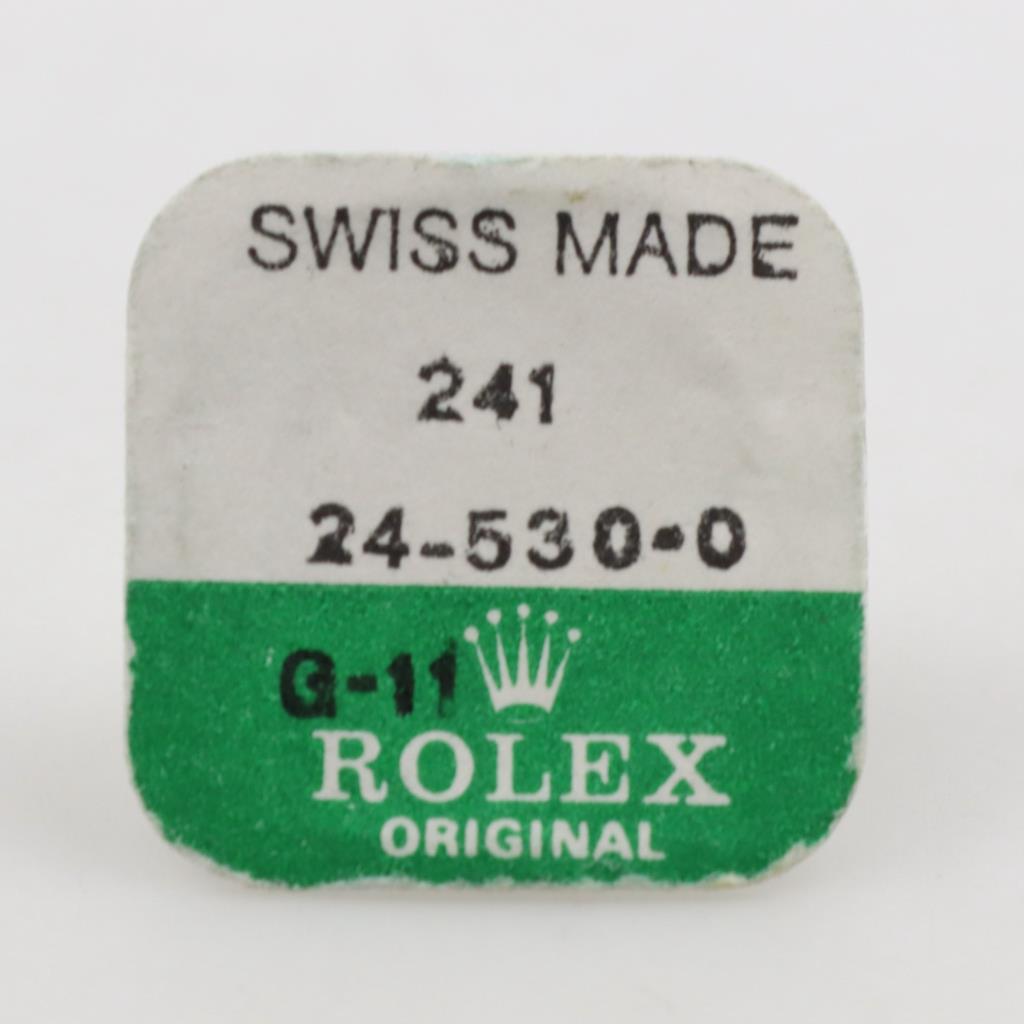 SWISS MADE
241
24-530-0
G-11
ROLEX
ORIGINAL